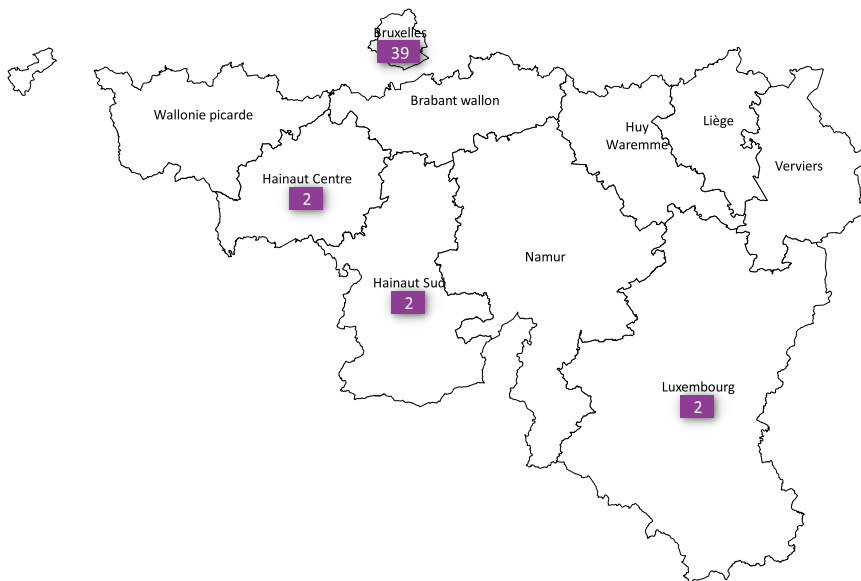 Bruxelles
39
Brabant wallon
Wallonie picarde
Liège
Huy
Waremme
Verviers
Hainaut Centre
2
Namur
Hainaut Sud
2
Luxembourg
2